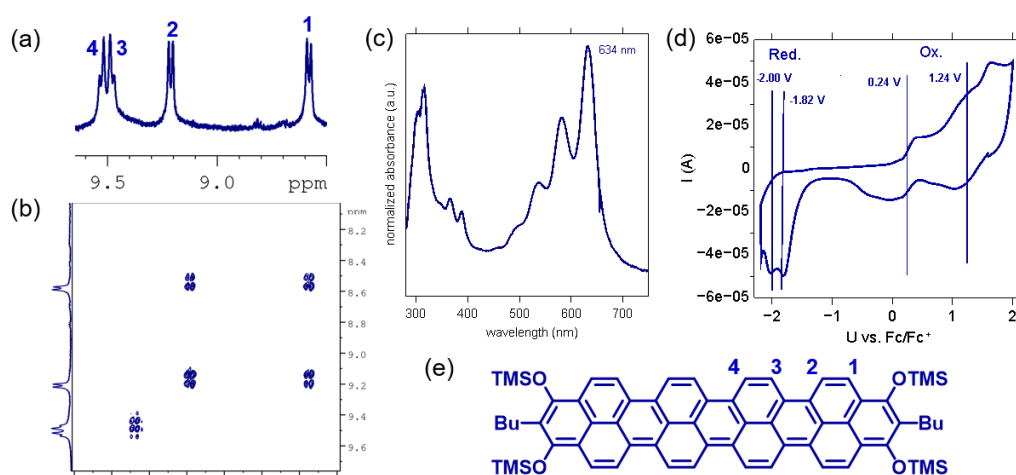 (a)
4 3 2 1
9.5 9.0 ppm
(b)
ppm
8.2
8.4
8.6
8.8
9.0
9.2
9.4
9.6
(c)
634 nm
normalized absorbance (a.u.)
300 400 500 600 700
wavelength (nm)
(d)
6e-05
4e-05
2e-05
0
−2e-05
−4e-05
−6e-05
I (A)
Red. Ox.
-2.00 V
-1.82 V
0.24 V 1.24 V
−2 −1 0 1 2
U vs. Fc/Fc+
(e)
4 3 2 1
TMSO OTMS
Bu Bu
TMSO OTMS